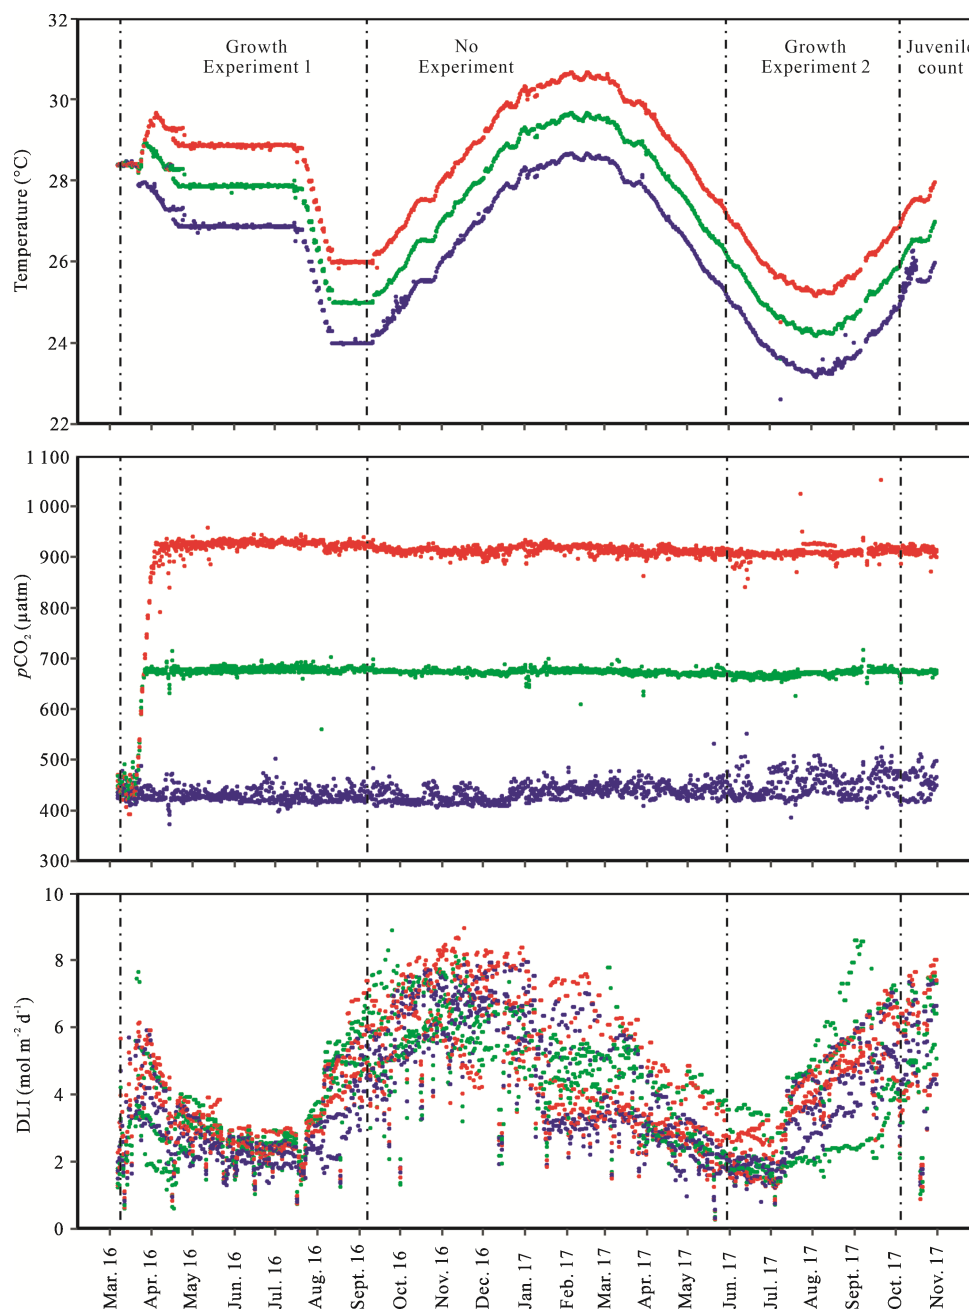 32
30
28
26
24
22
Temperature (°C)
Growth
Experiment 1
No
Experiment
Growth
Experiment 2
Juvenile
count
1 100
1 000
900
800
700
600
500
400
300
pCO₂ (µatm)
10
8
6
4
2
0
DLI (mol m⁻² d⁻¹)
Mar. 16
Apr. 16
May 16
Jun. 16
Jul. 16
Aug. 16
Sept. 16
Oct. 16
Nov. 16
Dec. 16
Jan. 17
Feb. 17
Mar. 17
Apr. 17
May 17
Jun. 17
Jul. 17
Aug. 17
Sept. 17
Oct. 17
Nov. 17